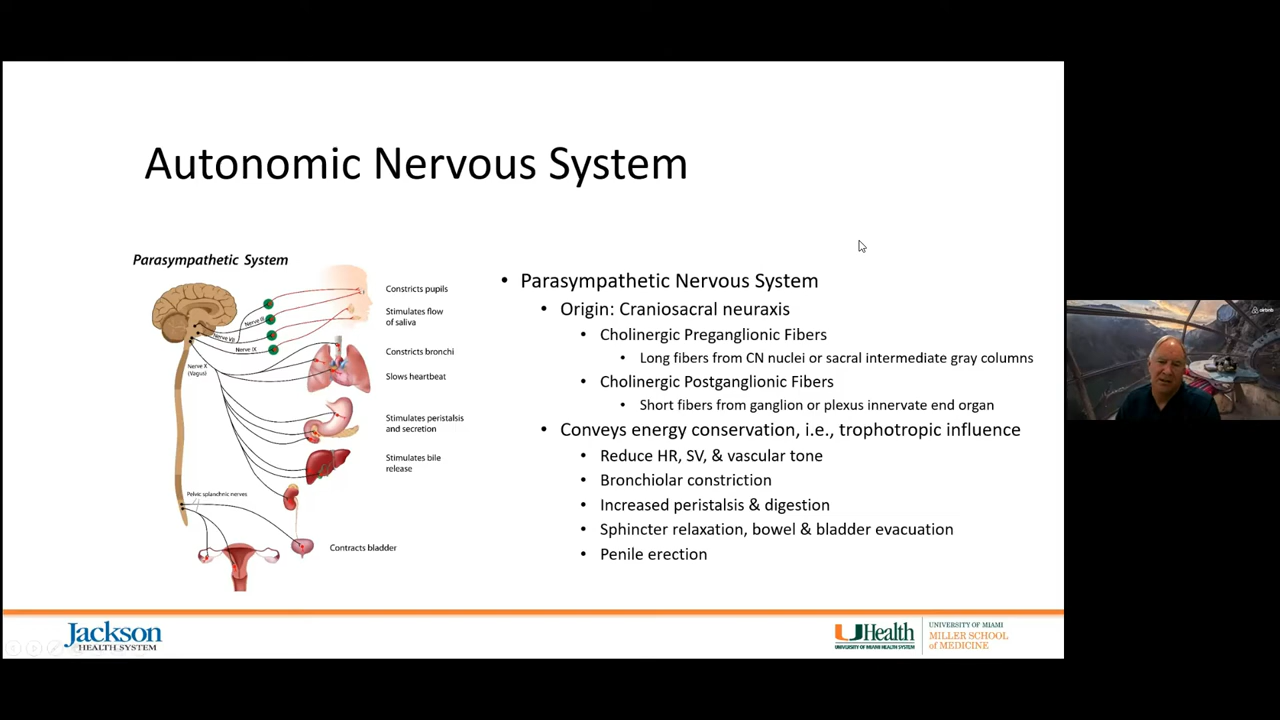 Autonomic Nervous System
Parasympathetic System
Constricts pupils
Stimulates flow
of saliva
Constricts bronchi
Slows heartbeat
Stimulates peristalsis
and secretion
Stimulates bile
release
Contracts bladder
Nerve III
Nerve VII
Nerve IX
Nerve X
(Vagus)
Pelvic splanchnic nerves
• Parasympathetic Nervous System
• Origin: Craniosacral neuraxis
• Cholinergic Preganglionic Fibers
• Long fibers from CN nuclei or sacral intermediate gray columns
• Cholinergic Postganglionic Fibers
• Short fibers from ganglion or plexus innervate end organ
• Conveys energy conservation, i.e., trophotropic influence
• Reduce HR, SV, & vascular tone
• Bronchiolar constriction
• Increased peristalsis & digestion
• Sphincter relaxation, bowel & bladder evacuation
• Penile erection
airbnb
Jackson
HEALTH SYSTEM
UHealth
UNIVERSITY OF MIAMI HEALTH SYSTEM
UNIVERSITY OF MIAMI
MILLER SCHOOL
of MEDICINE